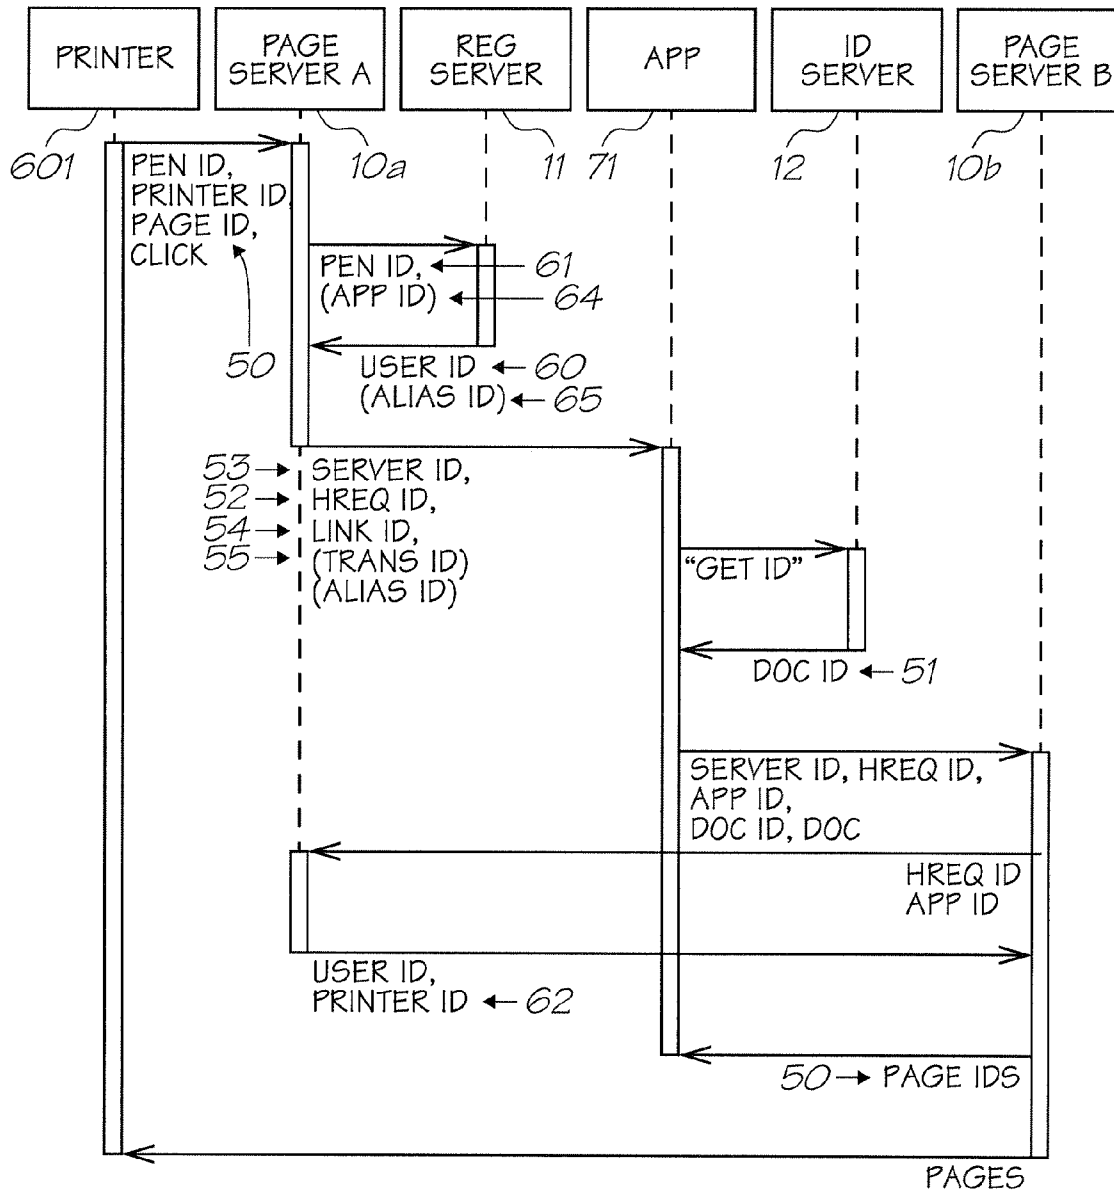 PRINTER
PAGE
SERVER A
REG
SERVER
APP
ID
SERVER
PAGE
SERVER B
601
10a
11
71
12
10b
PEN ID,
PRINTER ID,
PAGE ID,
CLICK
50
PEN ID,
61
(APP ID)
64
USER ID
60
(ALIAS ID)
65
53
SERVER ID,
52
HREQ ID,
54
LINK ID,
55
(TRANS ID)
(ALIAS ID)
"GET ID"
DOC ID
51
SERVER ID, HREQ ID,
APP ID,
DOC ID, DOC
HREQ ID
APP ID
USER ID,
PRINTER ID
62
50
PAGE IDS
PAGES